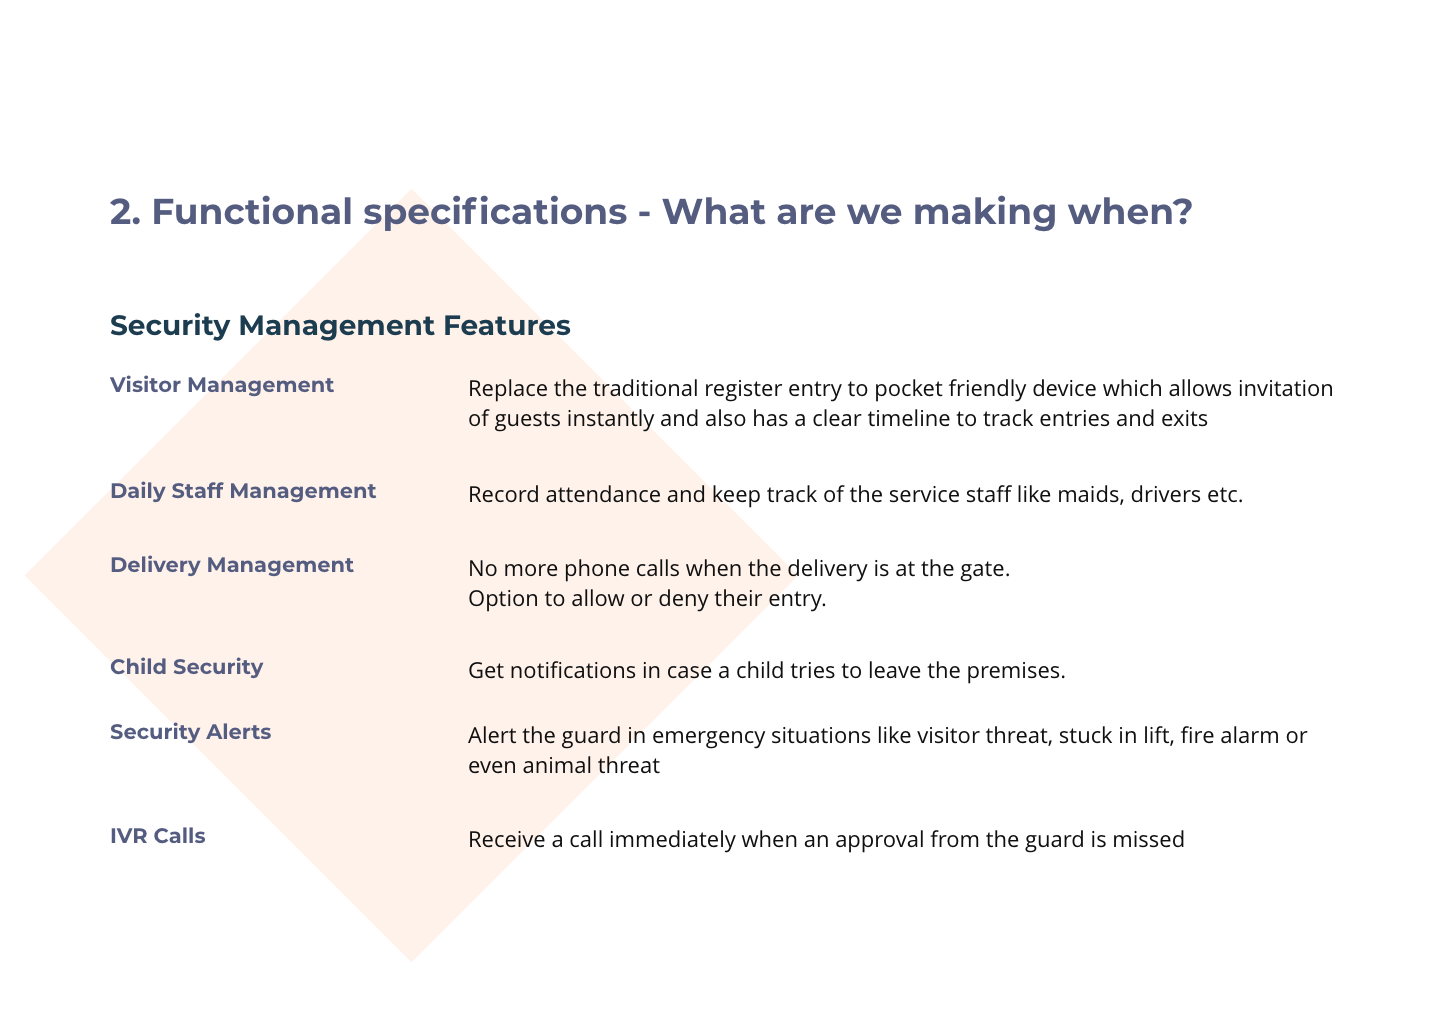 2. Functional specifications - What are we making when?
Security Management Features
Visitor Management
Replace the traditional register entry to pocket friendly device which allows invitation
of guests instantly and also has a clear timeline to track entries and exits
Daily Staff Management
Record attendance and keep track of the service staff like maids, drivers etc.
Delivery Management
No more phone calls when the delivery is at the gate.
Option to allow or deny their entry.
Child Security
Get notifications in case a child tries to leave the premises.
Security Alerts
Alert the guard in emergency situations like visitor threat, stuck in lift, fire alarm or
even animal threat
IVR Calls
Receive a call immediately when an approval from the guard is missed